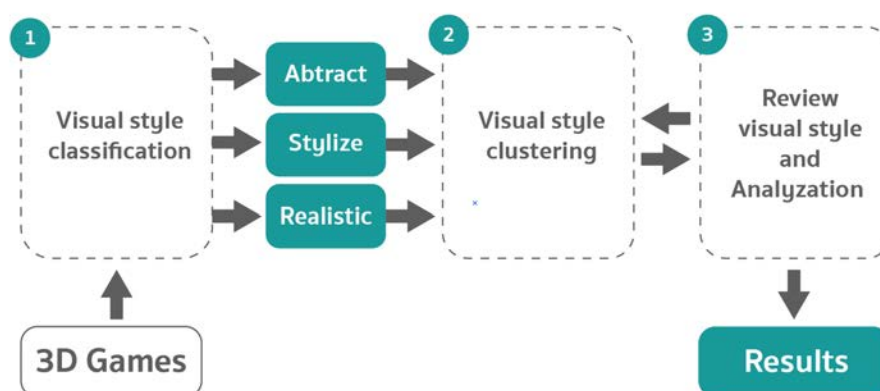 1
Visual style
classification
Abtract
Stylize
Realistic
2
Visual style
clustering
3
Review
visual style
and
Analyzation
3D Games
Results